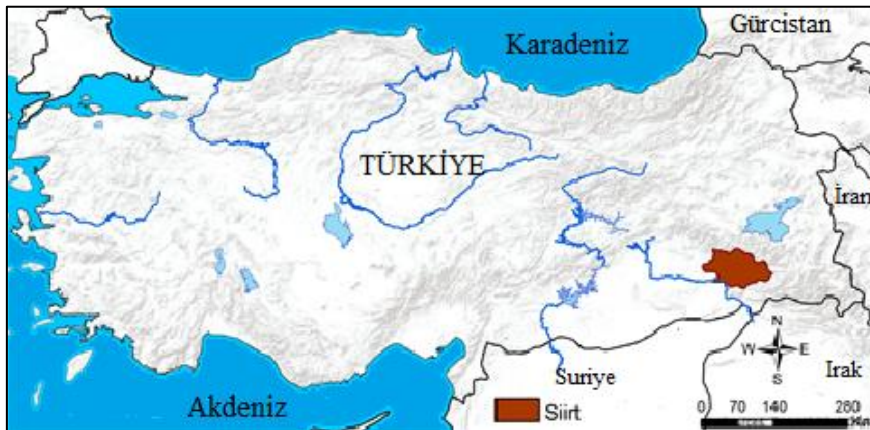 Gürcistan
Karadeniz
TÜRKİYE
İran
N
W E
S
Suriye
Irak
Akdeniz
Siirt
0 70 140 280